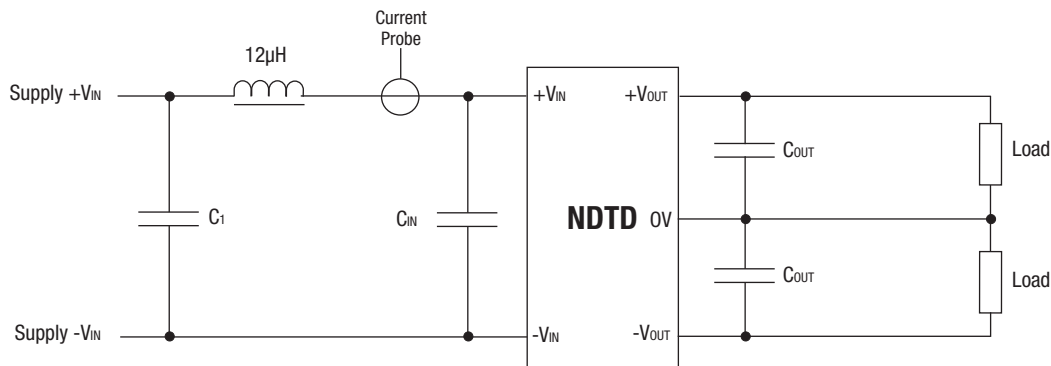 Current
Probe
12µH
Supply +VIN
+VIN
+VOUT
COUT
Load
C1
CIN
NDTD 0V
COUT
Load
Supply -VIN
-VIN
-VOUT